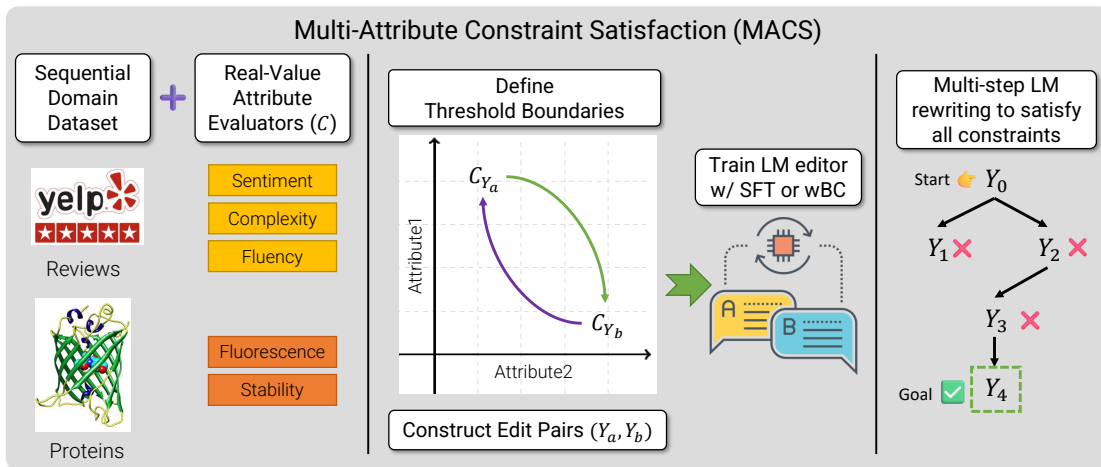 Multi-Attribute Constraint Satisfaction (MACS)
Sequential
Domain
Dataset
Real-Value
Attribute
Evaluators (C)
yelp
Reviews
Sentiment
Complexity
Fluency
Proteins
Fluorescence
Stability
Define
Threshold Boundaries
Attribute1
C_{Y_a}
C_{Y_b}
Attribute2
Construct Edit Pairs (Y_a, Y_b)
Train LM editor
w/ SFT or wBC
A
B
Multi-step LM
rewriting to satisfy
all constraints
Start 👉 Y_0
Y_1 ❌ Y_2 ❌
Y_3 ❌
Goal ✅ Y_4